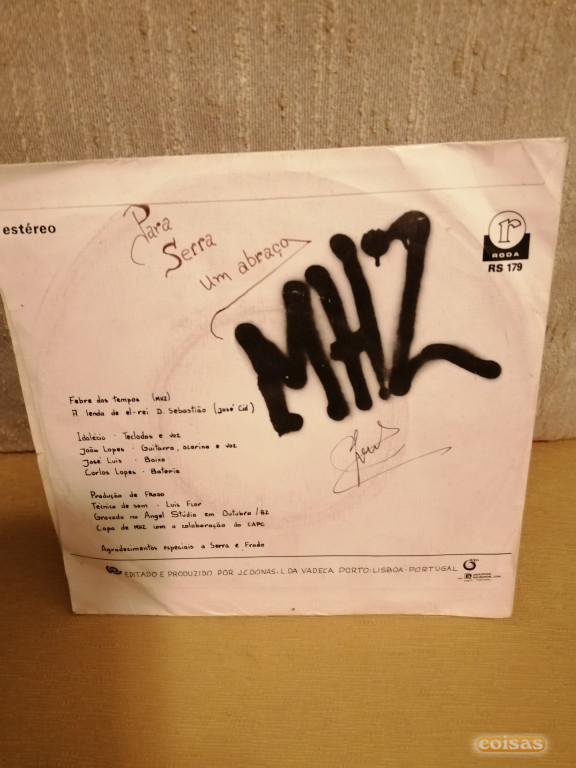 estéreo
Para
Serra
um abraço
MHZ
r
RODA
RS 179
Febre dos tempos (MHZ)
A lenda de el-rei D. Sebastião (José Cid)
Idalécio - Teclados e voz
João Lopes - Guitarra, ocarina e voz
José Luis - Baixo
Carlos Lopes - Bateria
Produção de Frodo
Técnico de som - Luis Flor
Gravado no Angel Stúdio em Outubro/82
Capa de MHZ com a colaboração do CAPC
Agradecimentos especiais a Serra e Frodo
EDITADO E PRODUZIDO POR J.C.DONAS, L.DA VADECA PORTO-LISBOA-PORTUGAL
coisas